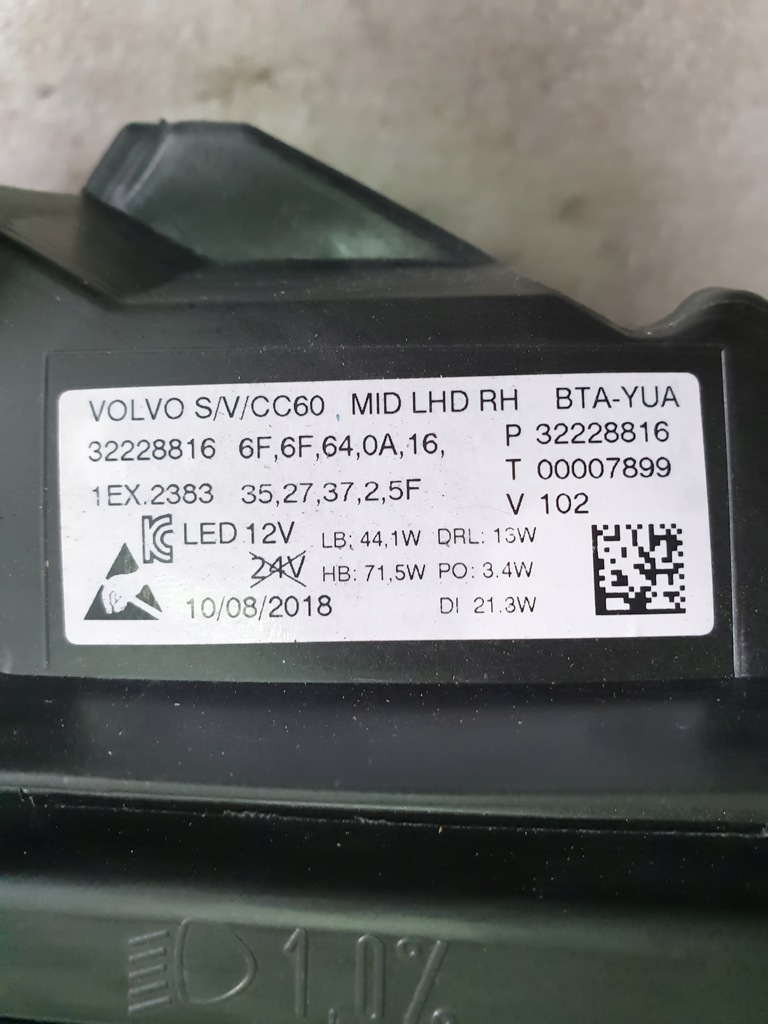 VOLVO S/V/CC60 MID LHD RH BTA-YUA
32228816 6F,6F,64,0A,16, P 32228816
T 00007899
1EX.2383 35,27,37,2,5F V 102
LED 12V LB: 44,1W DRL: 13W
24V HB: 71,5W PO: 3.4W
10/08/2018 DI 21.3W
1,0%